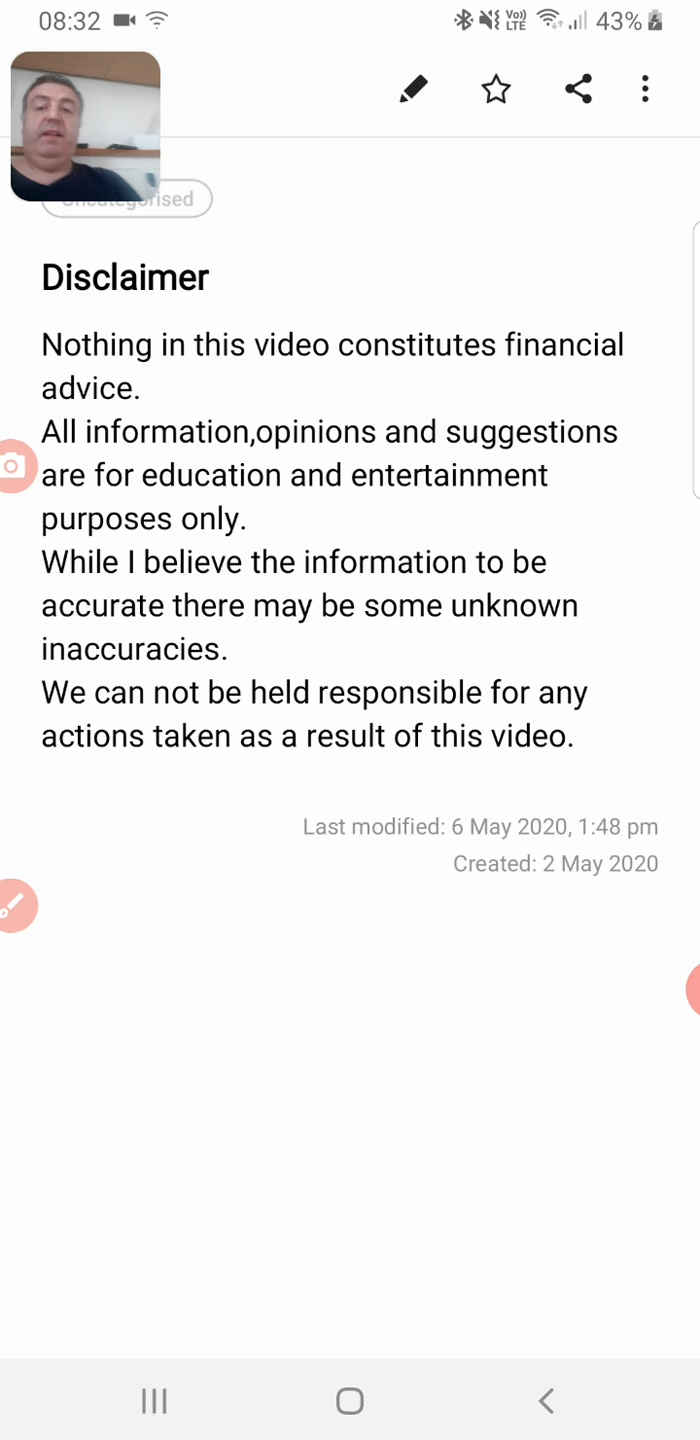 08:32
Vo)) LTE 43%
Uncategorised
Disclaimer
Nothing in this video constitutes financial
advice.
All information,opinions and suggestions
are for education and entertainment
purposes only.
While I believe the information to be
accurate there may be some unknown
inaccuracies.
We can not be held responsible for any
actions taken as a result of this video.
Last modified: 6 May 2020, 1:48 pm
Created: 2 May 2020